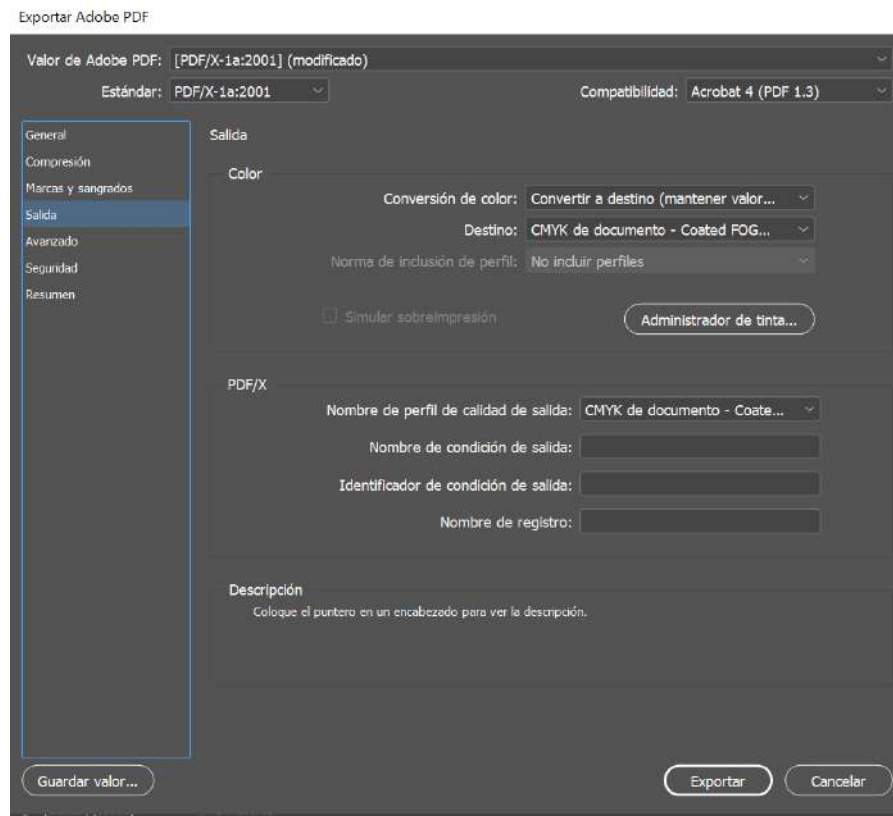 Exportar Adobe PDF
Valor de Adobe PDF: [PDF/X-1a:2001] (modificado)
Estándar: PDF/X-1a:2001 Compatibilidad: Acrobat 4 (PDF 1.3)
General
Compresión
Marcas y sangrados
Salida
Avanzado
Seguridad
Resumen
Salida
Color
Conversión de color: Convertir a destino (mantener valor...
Destino: CMYK de documento - Coated FOG...
Norma de inclusión de perfil: No incluir perfiles
Simular sobreimpresión Administrador de tinta...
PDF/X
Nombre de perfil de calidad de salida: CMYK de documento - Coate...
Nombre de condición de salida:
Identificador de condición de salida:
Nombre de registro:
Descripción
Coloque el puntero en un encabezado para ver la descripción.
Guardar valor... Exportar Cancelar